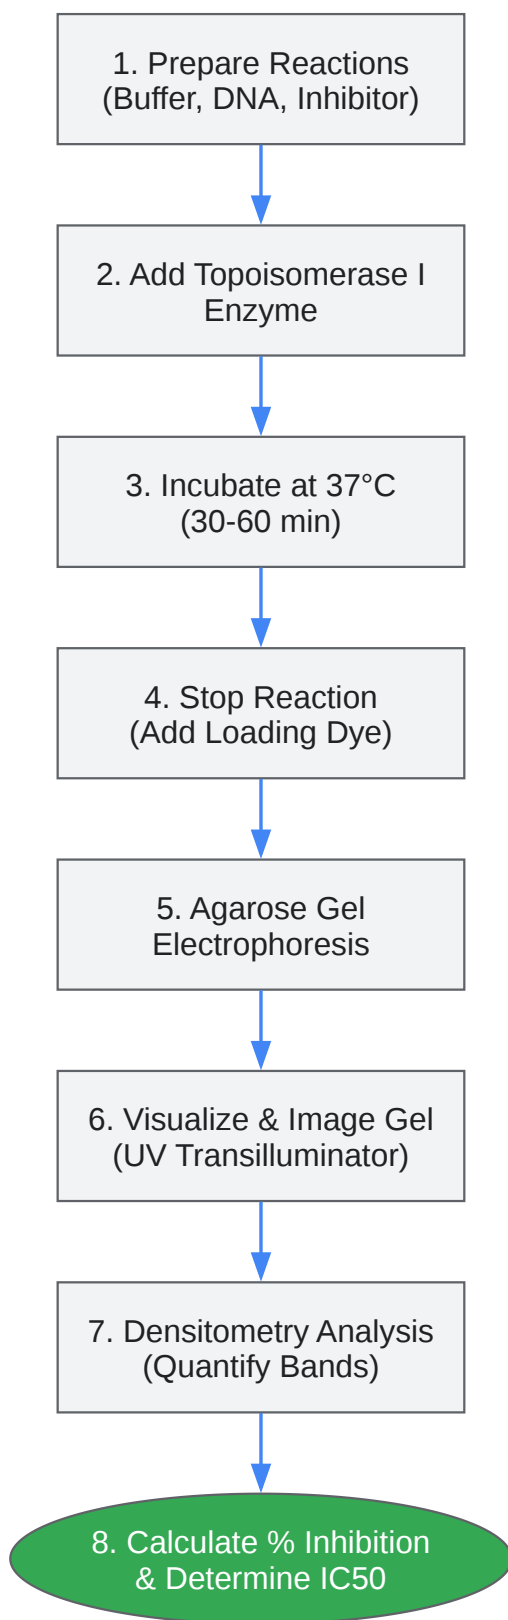 1. Prepare Reactions
(Buffer, DNA, Inhibitor)
2. Add Topoisomerase I
Enzyme
3. Incubate at 37°C
(30-60 min)
4. Stop Reaction
(Add Loading Dye)
5. Agarose Gel
Electrophoresis
6. Visualize & Image Gel
(UV Transilluminator)
7. Densitometry Analysis
(Quantify Bands)
8. Calculate % Inhibition
& Determine IC50